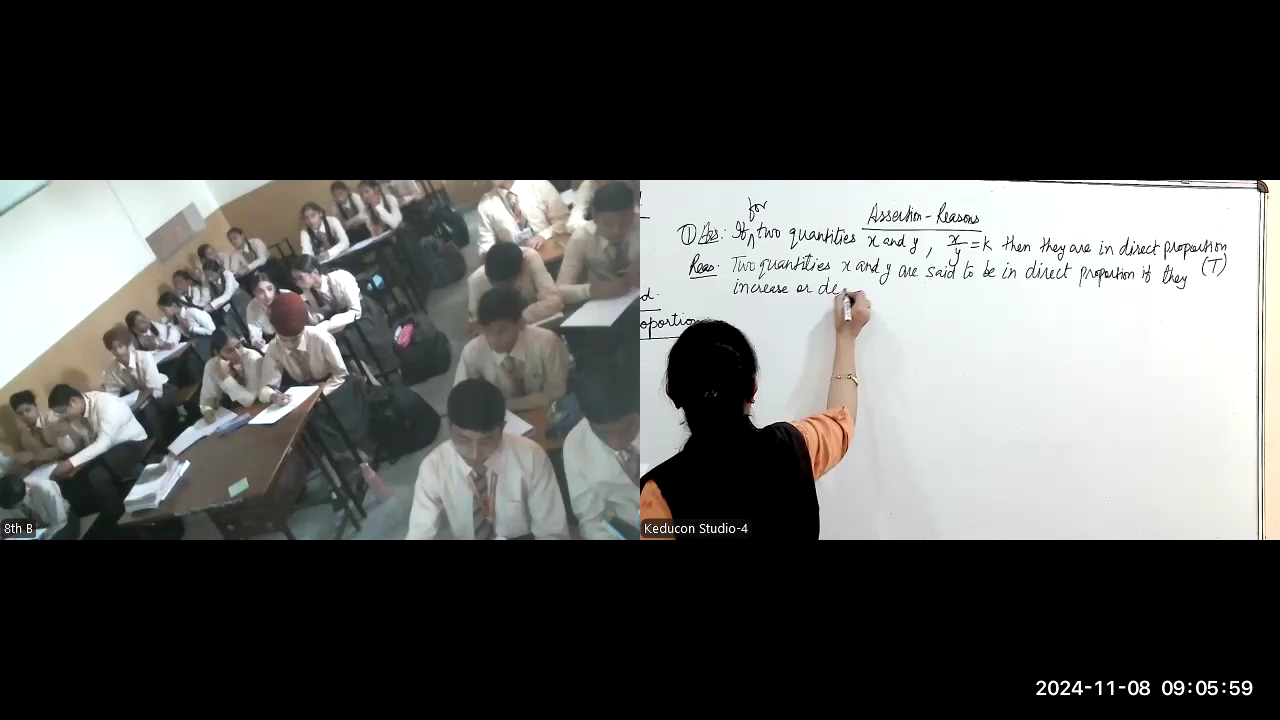 for
Assertion - Reasons
① Ass: If ^ two quantities x and y, x/y = k then they are in direct proportion
(T)
Reas: Two quantities x and y are said to be in direct proportion if they
increase or de
d.
oportion
8th B
Keducon Studio-4
2024-11-08 09:05:59